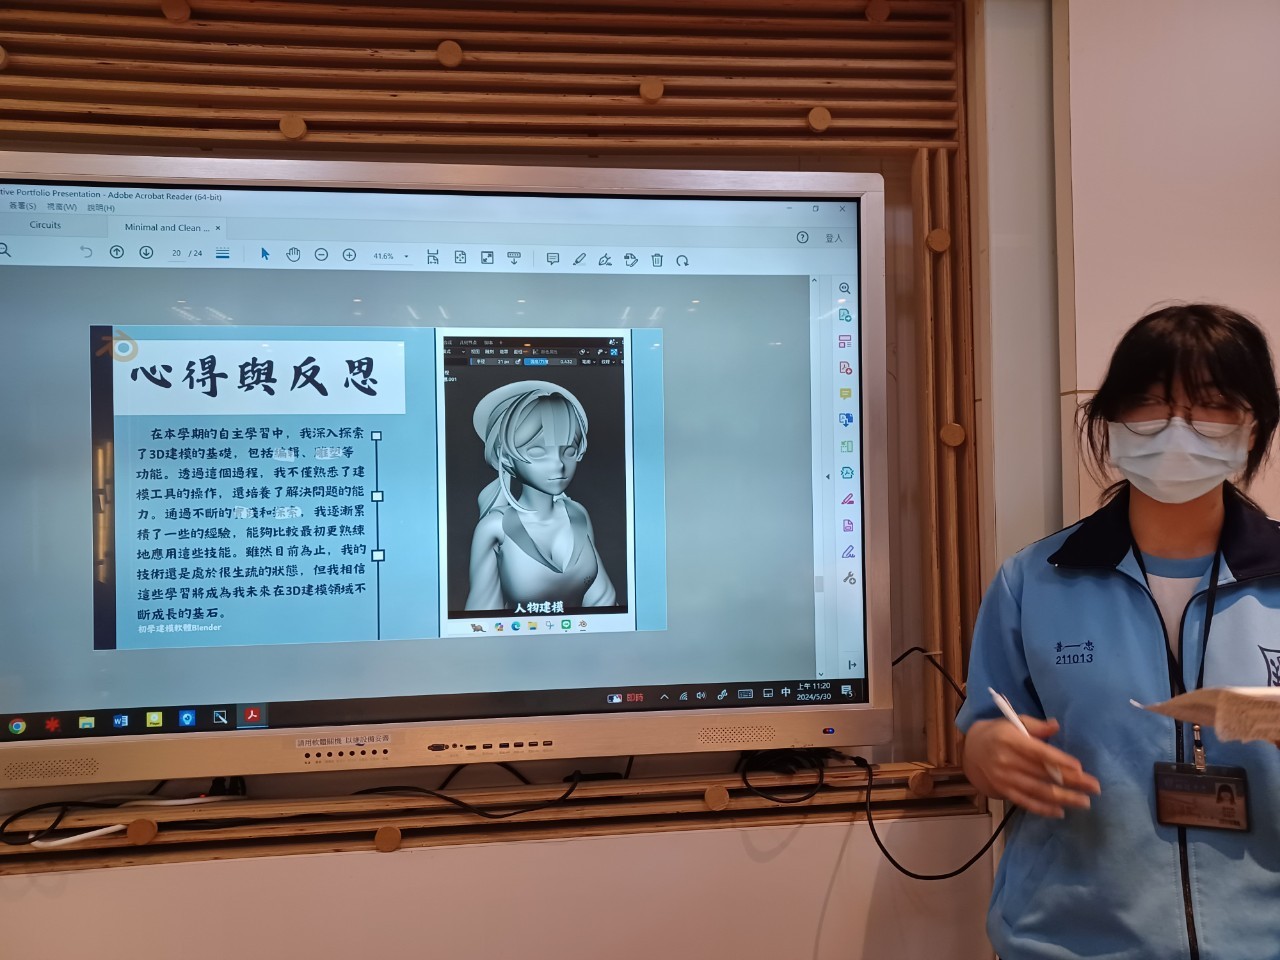 tive Portfolio Presentation - Adobe Acrobat Reader (64-bit)
簽署(S) 視窗(W) 說明(H)
Circuits
Minimal and Clean ... ×
登入
20 / 24
41.6%
心得與反思
在本學期的自主學習中，我深入探索
了3D建模的基礎，包括編輯、雕塑等
功能。透過這個過程，我不僅熟悉了建
模工具的操作，還培養了解決問題的能
力。通過不斷的實踐和探索，我逐漸累
積了一些的經驗，能夠比較最初更熟練
地應用這些技能。雖然目前為止，我的
技術還是處於很生疏的狀態，但我相信
這些學習將成為我未來在3D建模領域不
斷成長的基石。
初學建模軟體Blender
人物建模
即時
中
上午 11:20
2024/5/30
善一忠
211013